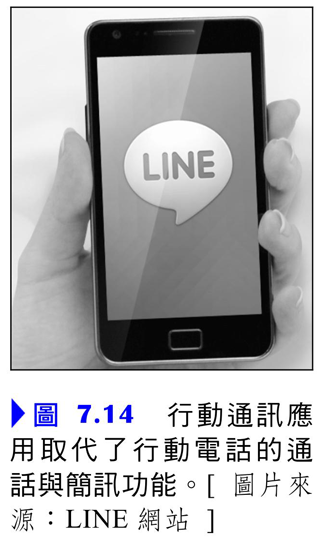 LINE
圖 7.14 行動通訊應
用取代了行動電話的通
話與簡訊功能。[ 圖片來
源：LINE 網站 ]